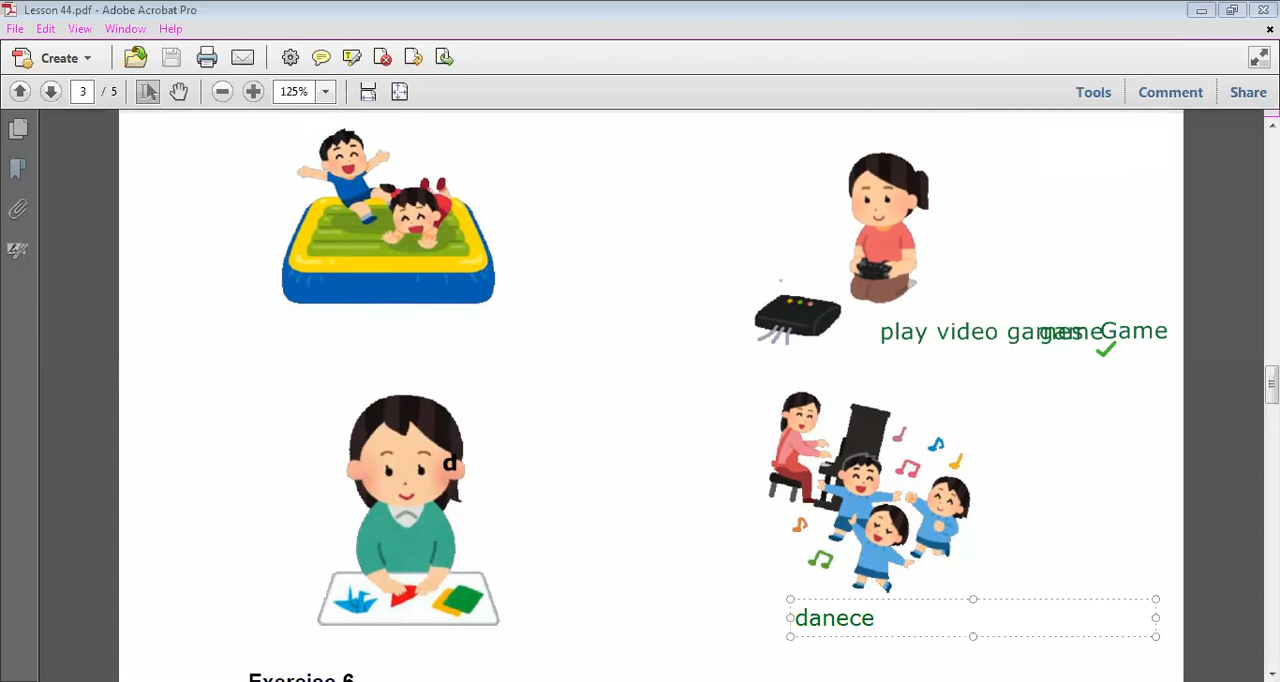 Lesson 44.pdf - Adobe Acrobat Pro
File Edit View Window Help
Create
3 / 5 125% Tools Comment Share
play video games game Game
d
danece
Exercise 6